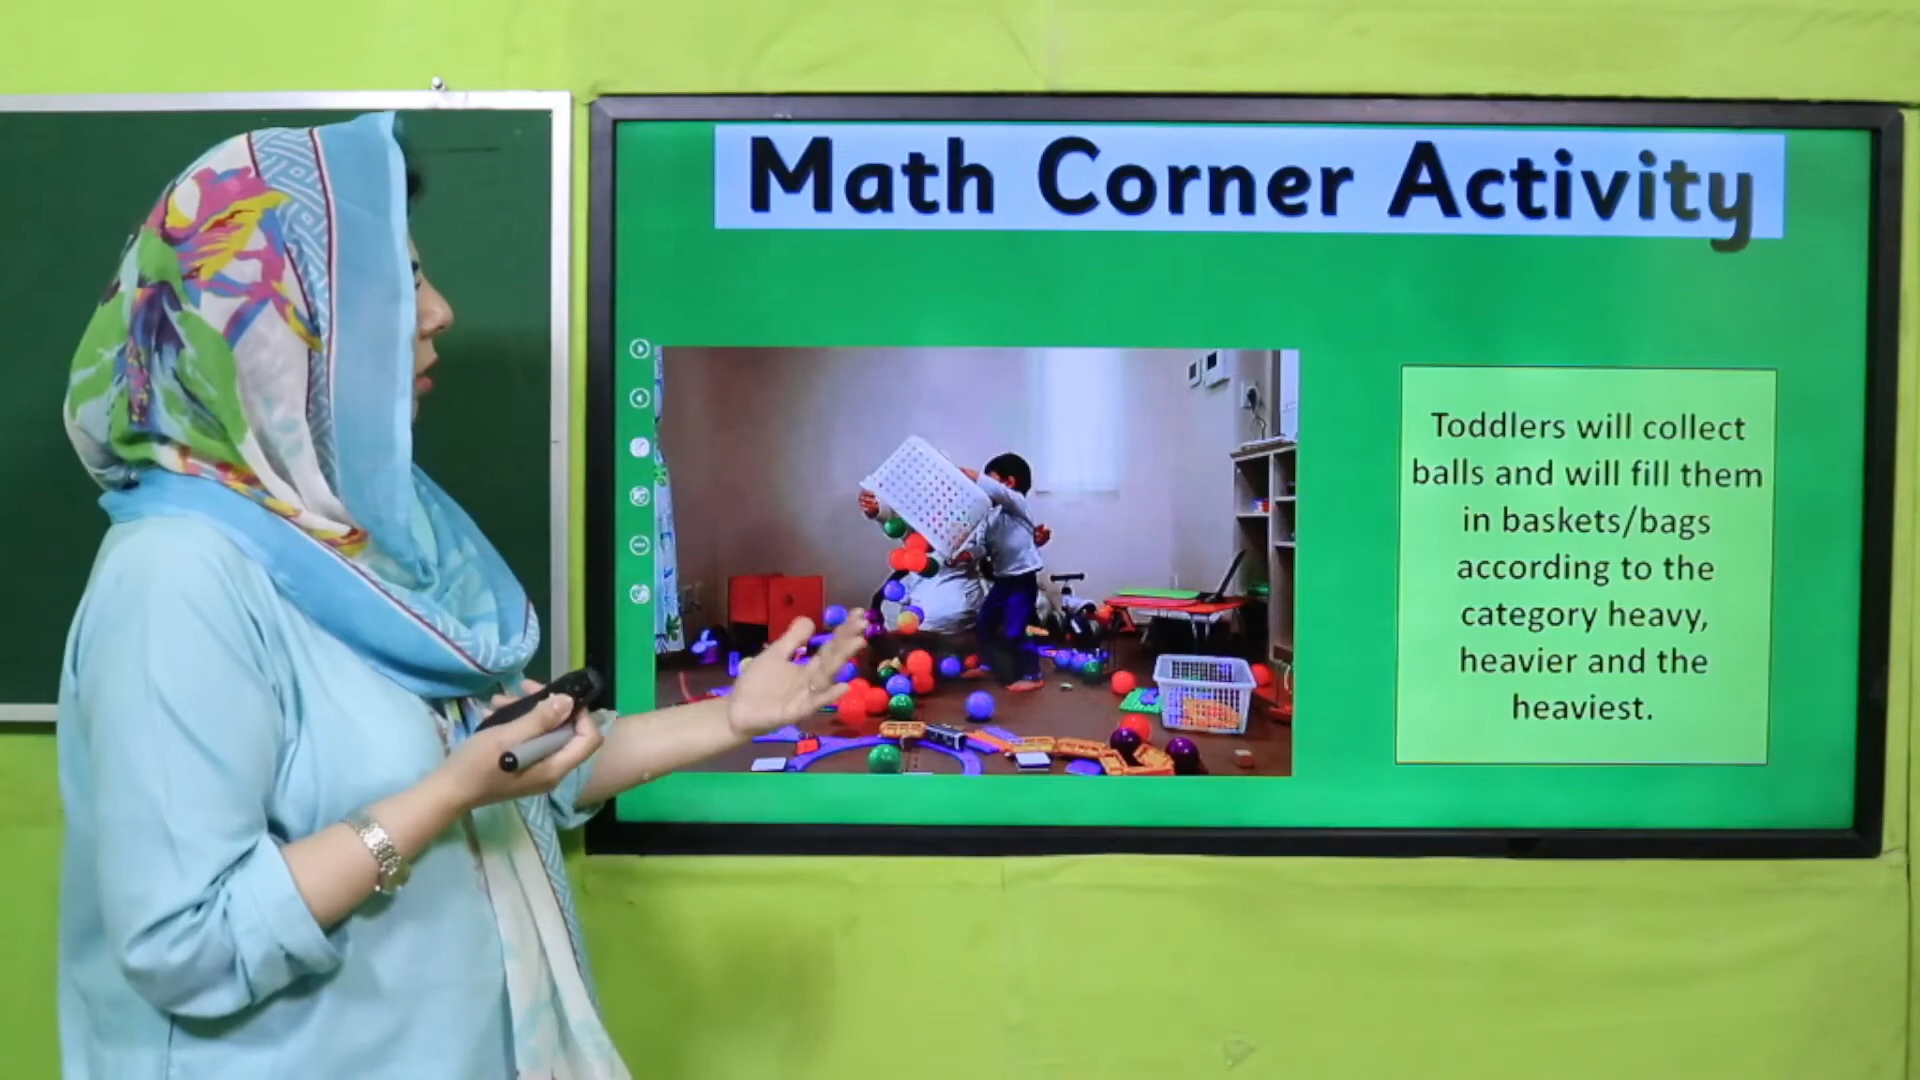 Math Corner Activity
Toddlers will collect
balls and will fill them
in baskets/bags
according to the
category heavy,
heavier and the
heaviest.